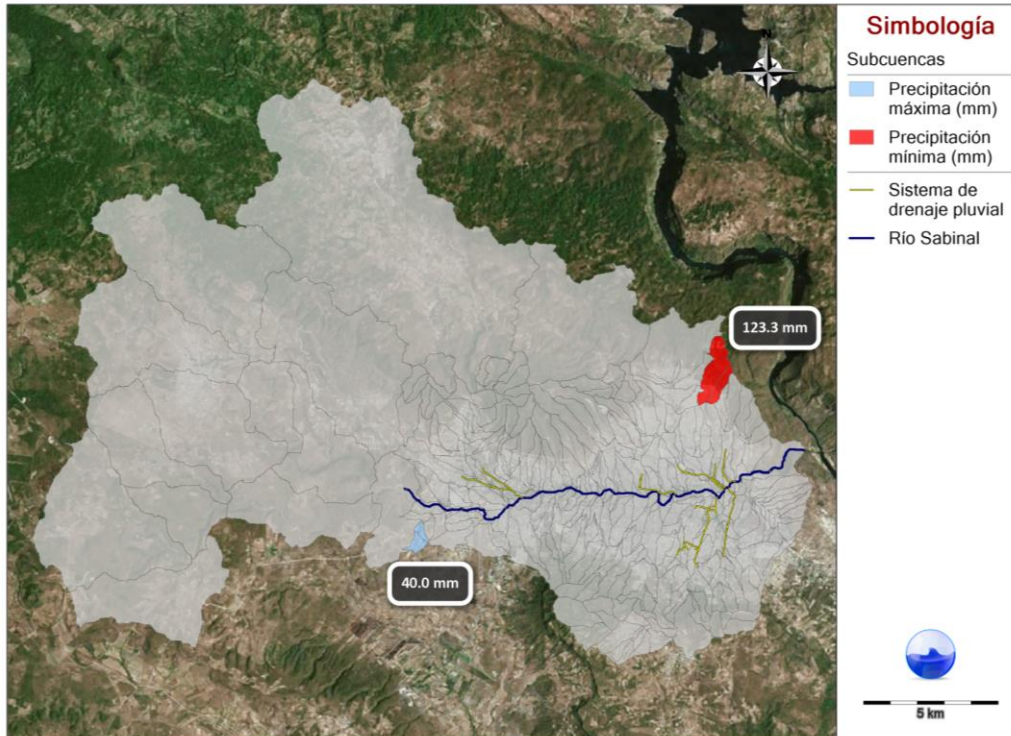 Simbología
Subcuencas
Precipitación
máxima (mm)
Precipitación
mínima (mm)
Sistema de
drenaje pluvial
Río Sabinal
N
123.3 mm
40.0 mm
5 km